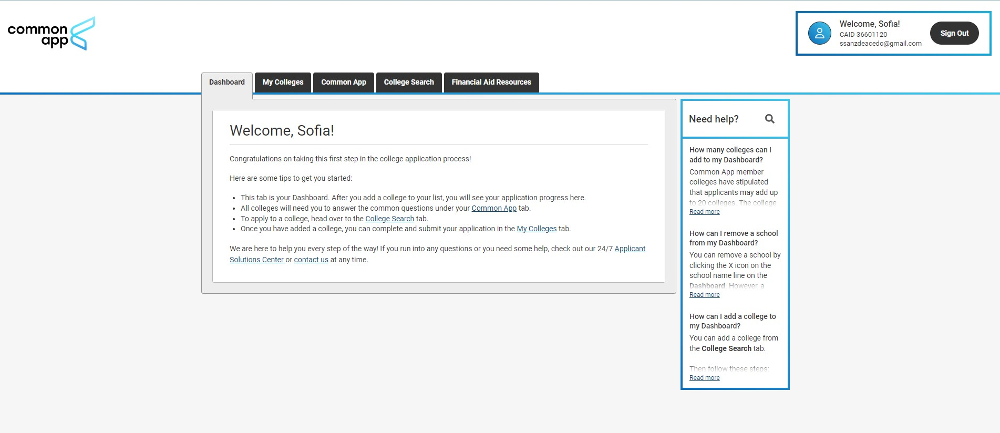 common
app
Welcome, Sofia!
CAID 36601120
ssanzdeacedo@gmail.com
Sign Out
Dashboard
My Colleges
Common App
College Search
Financial Aid Resources
Welcome, Sofia!
Congratulations on taking this first step in the college application process!
Here are some tips to get you started:
• This tab is your Dashboard. After you add a college to your list, you will see your application progress here.
• All colleges will need you to answer the common questions under your Common App tab.
• To apply to a college, head over to the College Search tab.
• Once you have added a college, you can complete and submit your application in the My Colleges tab.
We are here to help you every step of the way! If you run into any questions or you need some help, check out our 24/7 Applicant
Solutions Center or contact us at any time.
Need help?
How many colleges can I
add to my Dashboard?
Common App member
colleges have stipulated
that applicants may add up
to 20 colleges. The college
Read more
How can I remove a school
from my Dashboard?
You can remove a school by
clicking the X icon on the
school name line on the
Dashboard. However, a
Read more
How can I add a college to
my Dashboard?
You can add a college from
the College Search tab.
Then follow these steps:
Read more